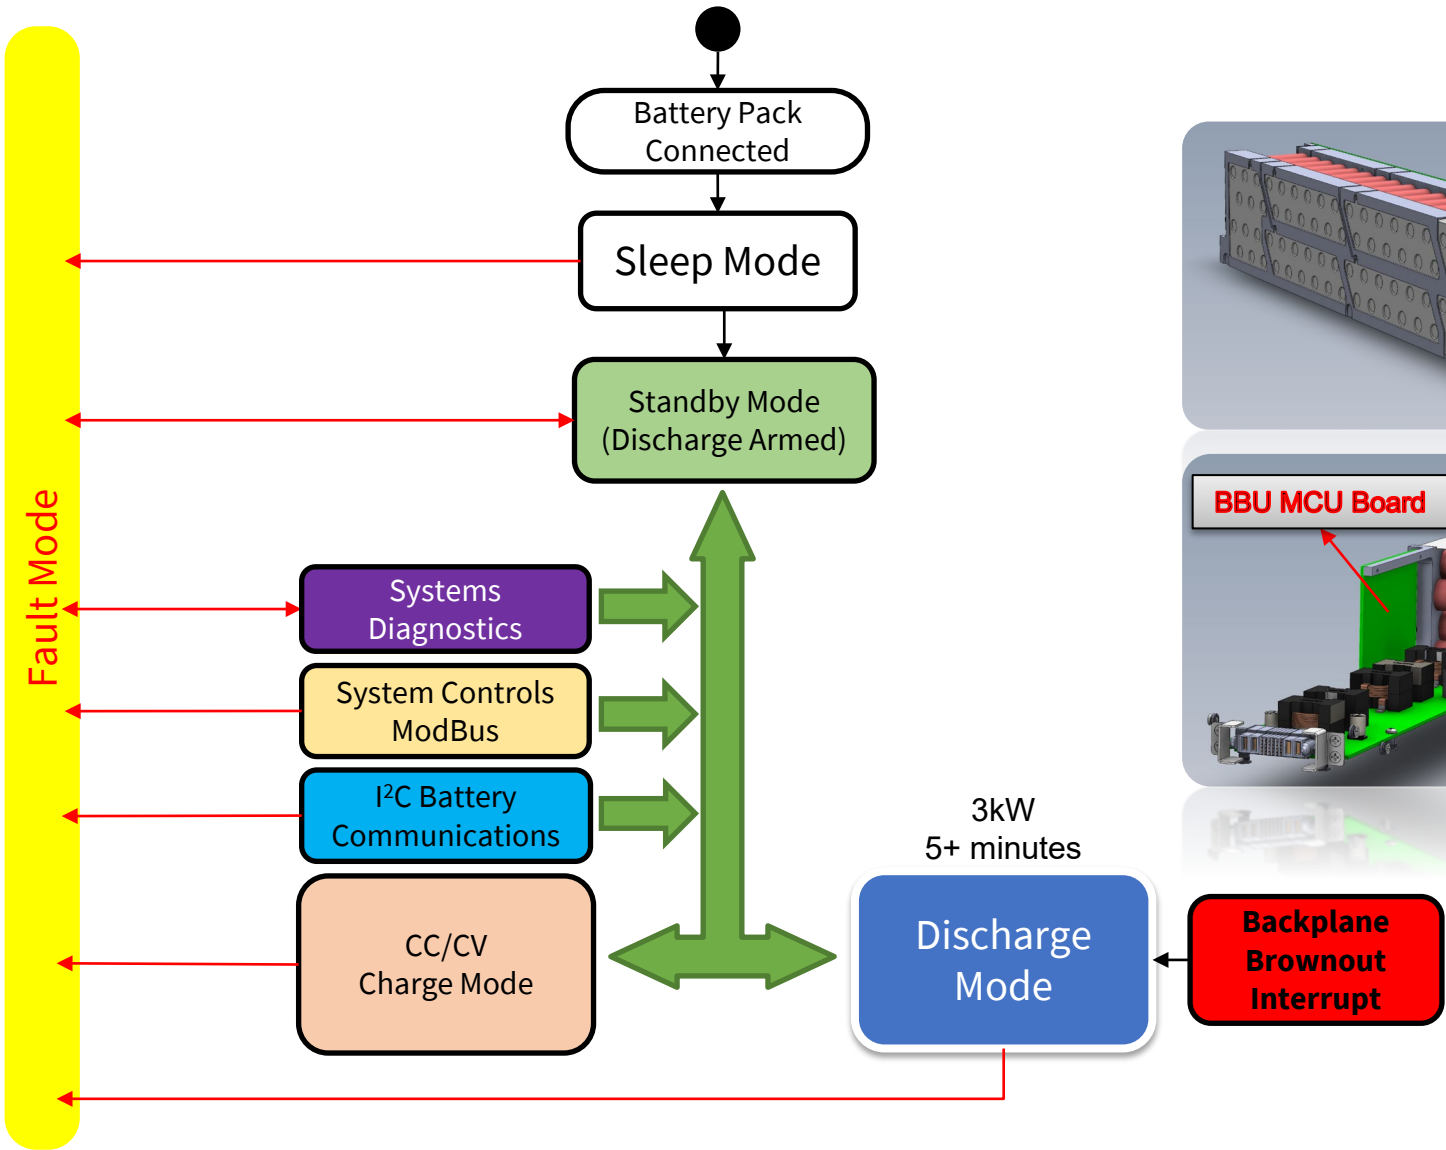 Battery Pack
Connected
Sleep Mode
Standby Mode
(Discharge Armed)
Fault Mode
BBU MCU Board
Systems
Diagnostics
System Controls
ModBus
I²C Battery
Communications
CC/CV
Charge Mode
3kW
5+ minutes
Discharge
Mode
Backplane
Brownout
Interrupt